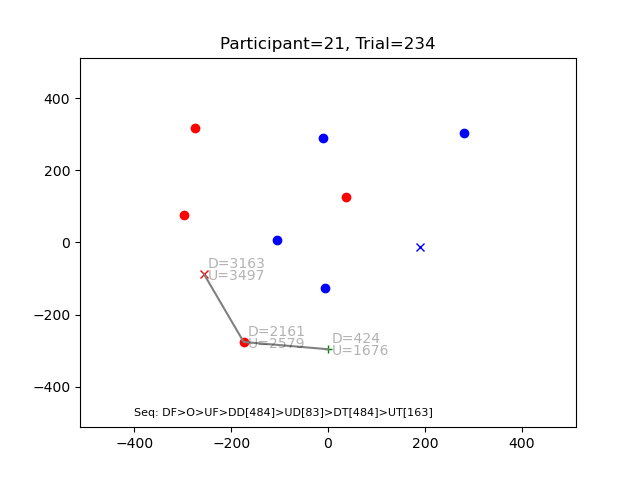 Participant=21, Trial=234
400
200
0
−200
−400
D=3163
U=3497
D=2161
U=2579
D=424
U=1676
Seq: DF>O>UF>DD[484]>UD[83]>DT[484]>UT[163]
−400
−200
0
200
400